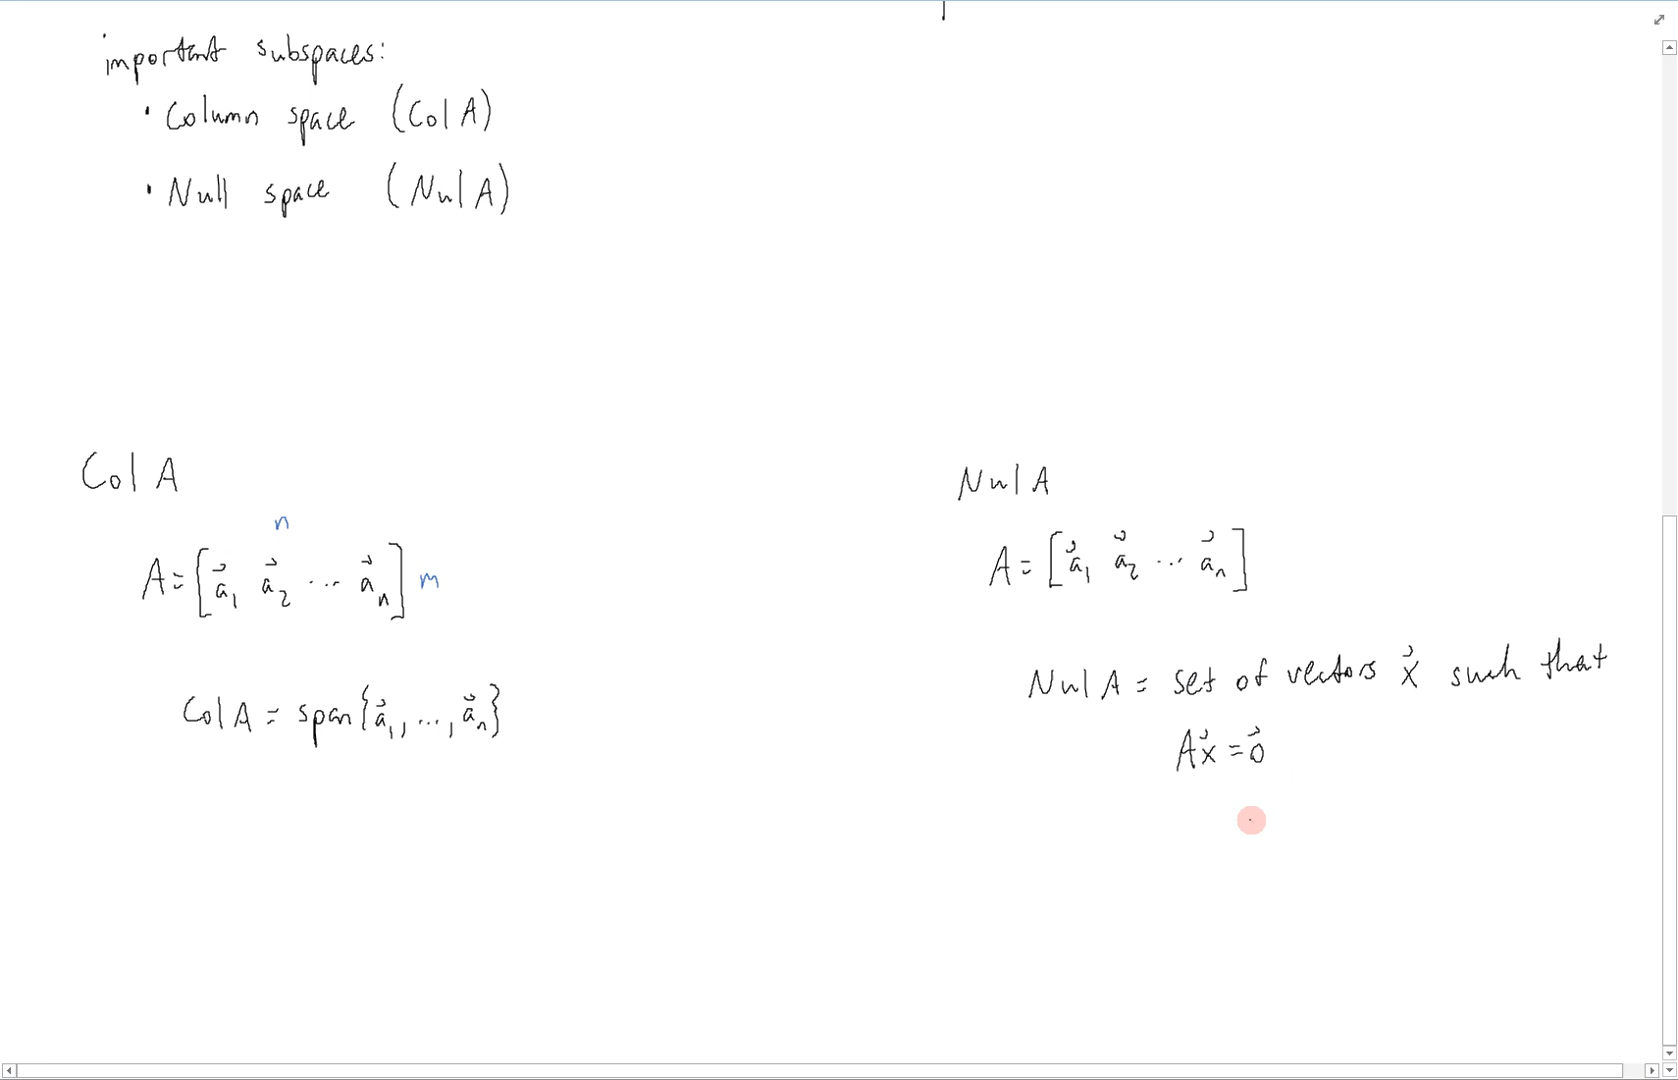 important subspaces:
· Column space (Col A)
· Null space (Nul A)
Col A
n
A = [a⃗₁ a⃗₂ ... a⃗ₙ] m
Col A = span{a⃗₁, ..., a⃗ₙ}
Nul A
A = [a⃗₁ a⃗₂ ... a⃗ₙ]
Nul A = set of vectors x⃗ such that
Ax⃗ = 0⃗